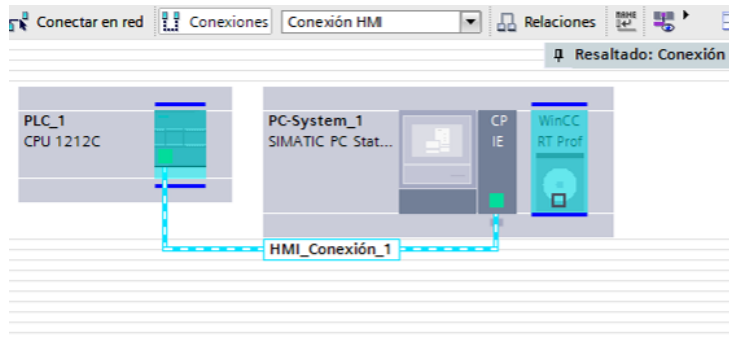 Conectar en red Conexiones Conexión HMI Relaciones
Resaltado: Conexión
PLC_1
CPU 1212C
PC-System_1
SIMATIC PC Stat...
CP
IE
WinCC
RT Prof
HMI_Conexión_1